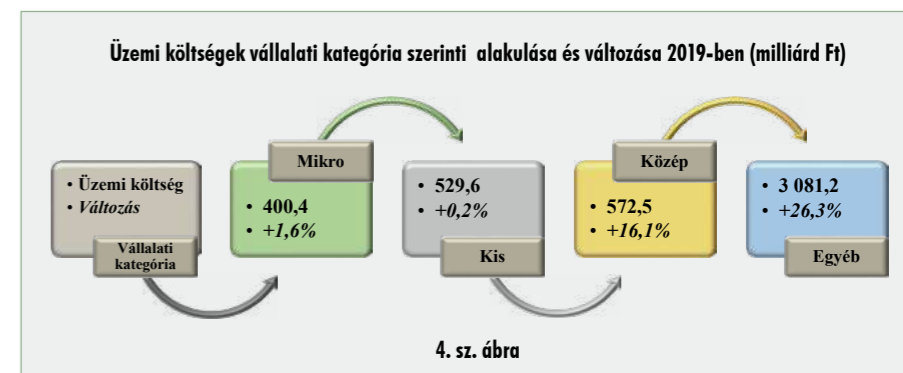 Üzemi költségek vállalati kategória szerinti alakulása és változása 2019-ben (milliárd Ft)
• Üzemi költség
• Változás
Vállalati
kategória
Mikro
• 400,4
• +1,6%
• 529,6
• +0,2%
Kis
Közép
• 572,5
• +16,1%
• 3 081,2
• +26,3%
Egyéb
4. sz. ábra